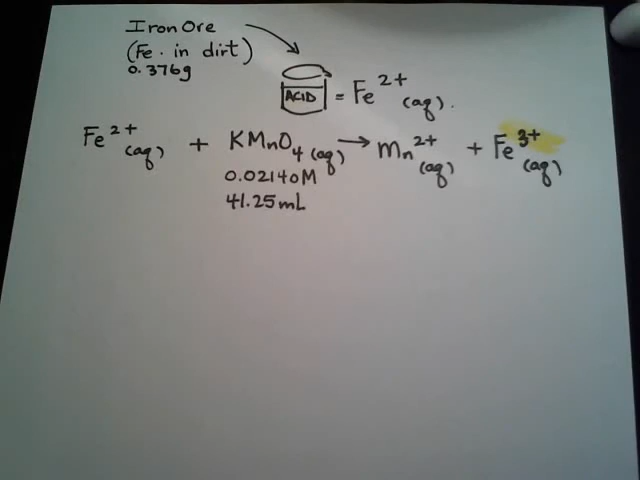 Iron Ore
(Fe. in dirt)
0.376g
ACID = Fe²⁺(aq).
Fe²⁺(aq) + KMnO₄(aq) → Mn²⁺(aq) + Fe³⁺(aq)
0.02140M
41.25mL